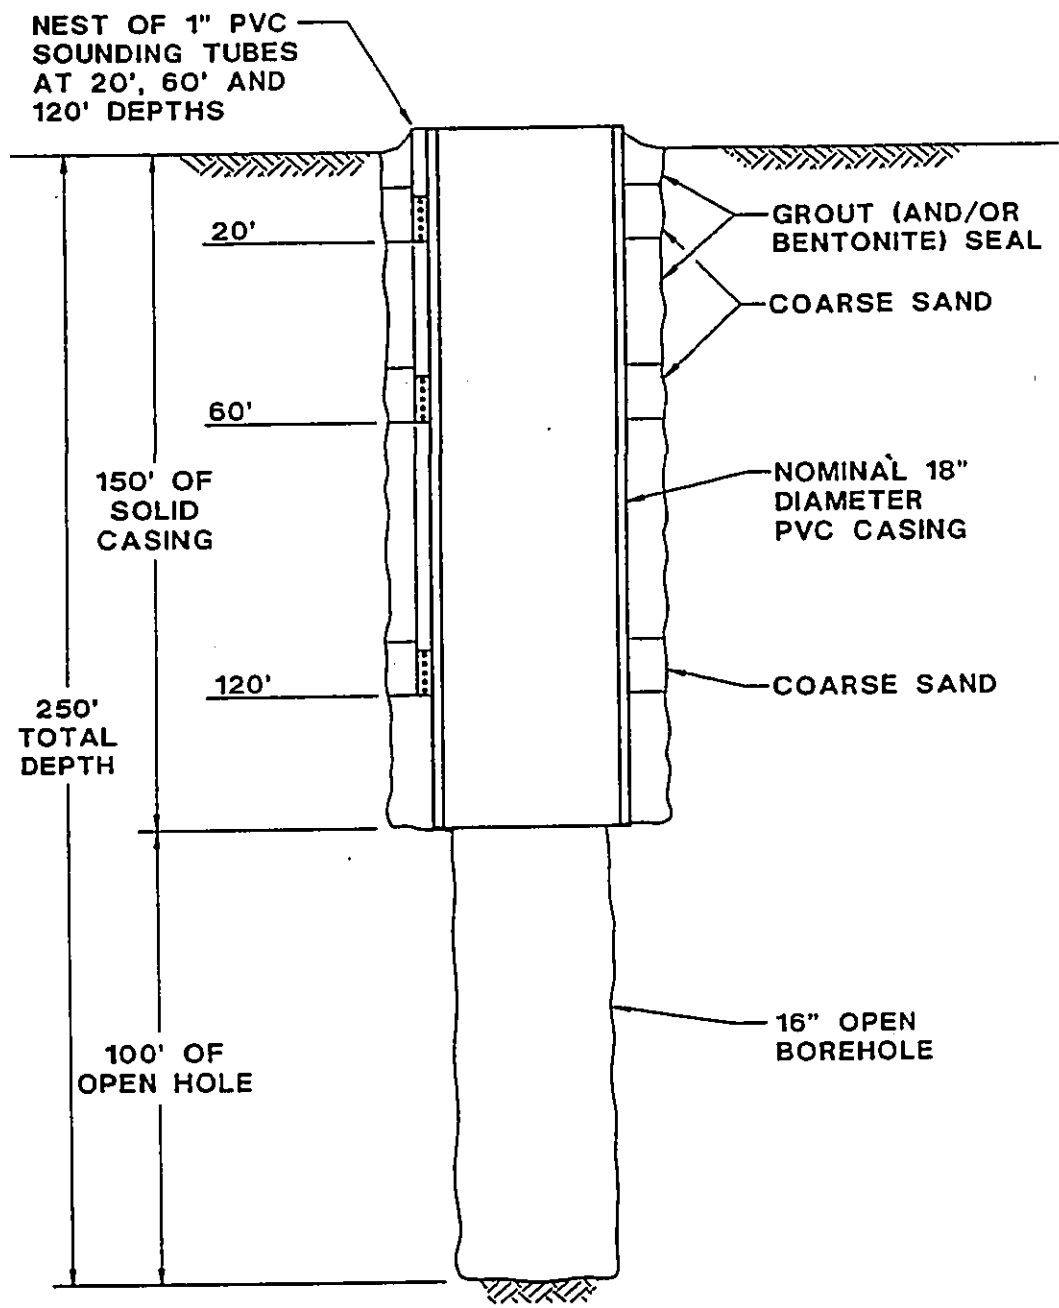 NEST OF 1" PVC
SOUNDING TUBES
AT 20', 60' AND
120' DEPTHS
GROUT (AND/OR
BENTONITE) SEAL
20'
COARSE SAND
60'
150' OF
SOLID
CASING
NOMINAL 18"
DIAMETER
PVC CASING
120'
COARSE SAND
250'
TOTAL
DEPTH
16" OPEN
BOREHOLE
100' OF
OPEN HOLE